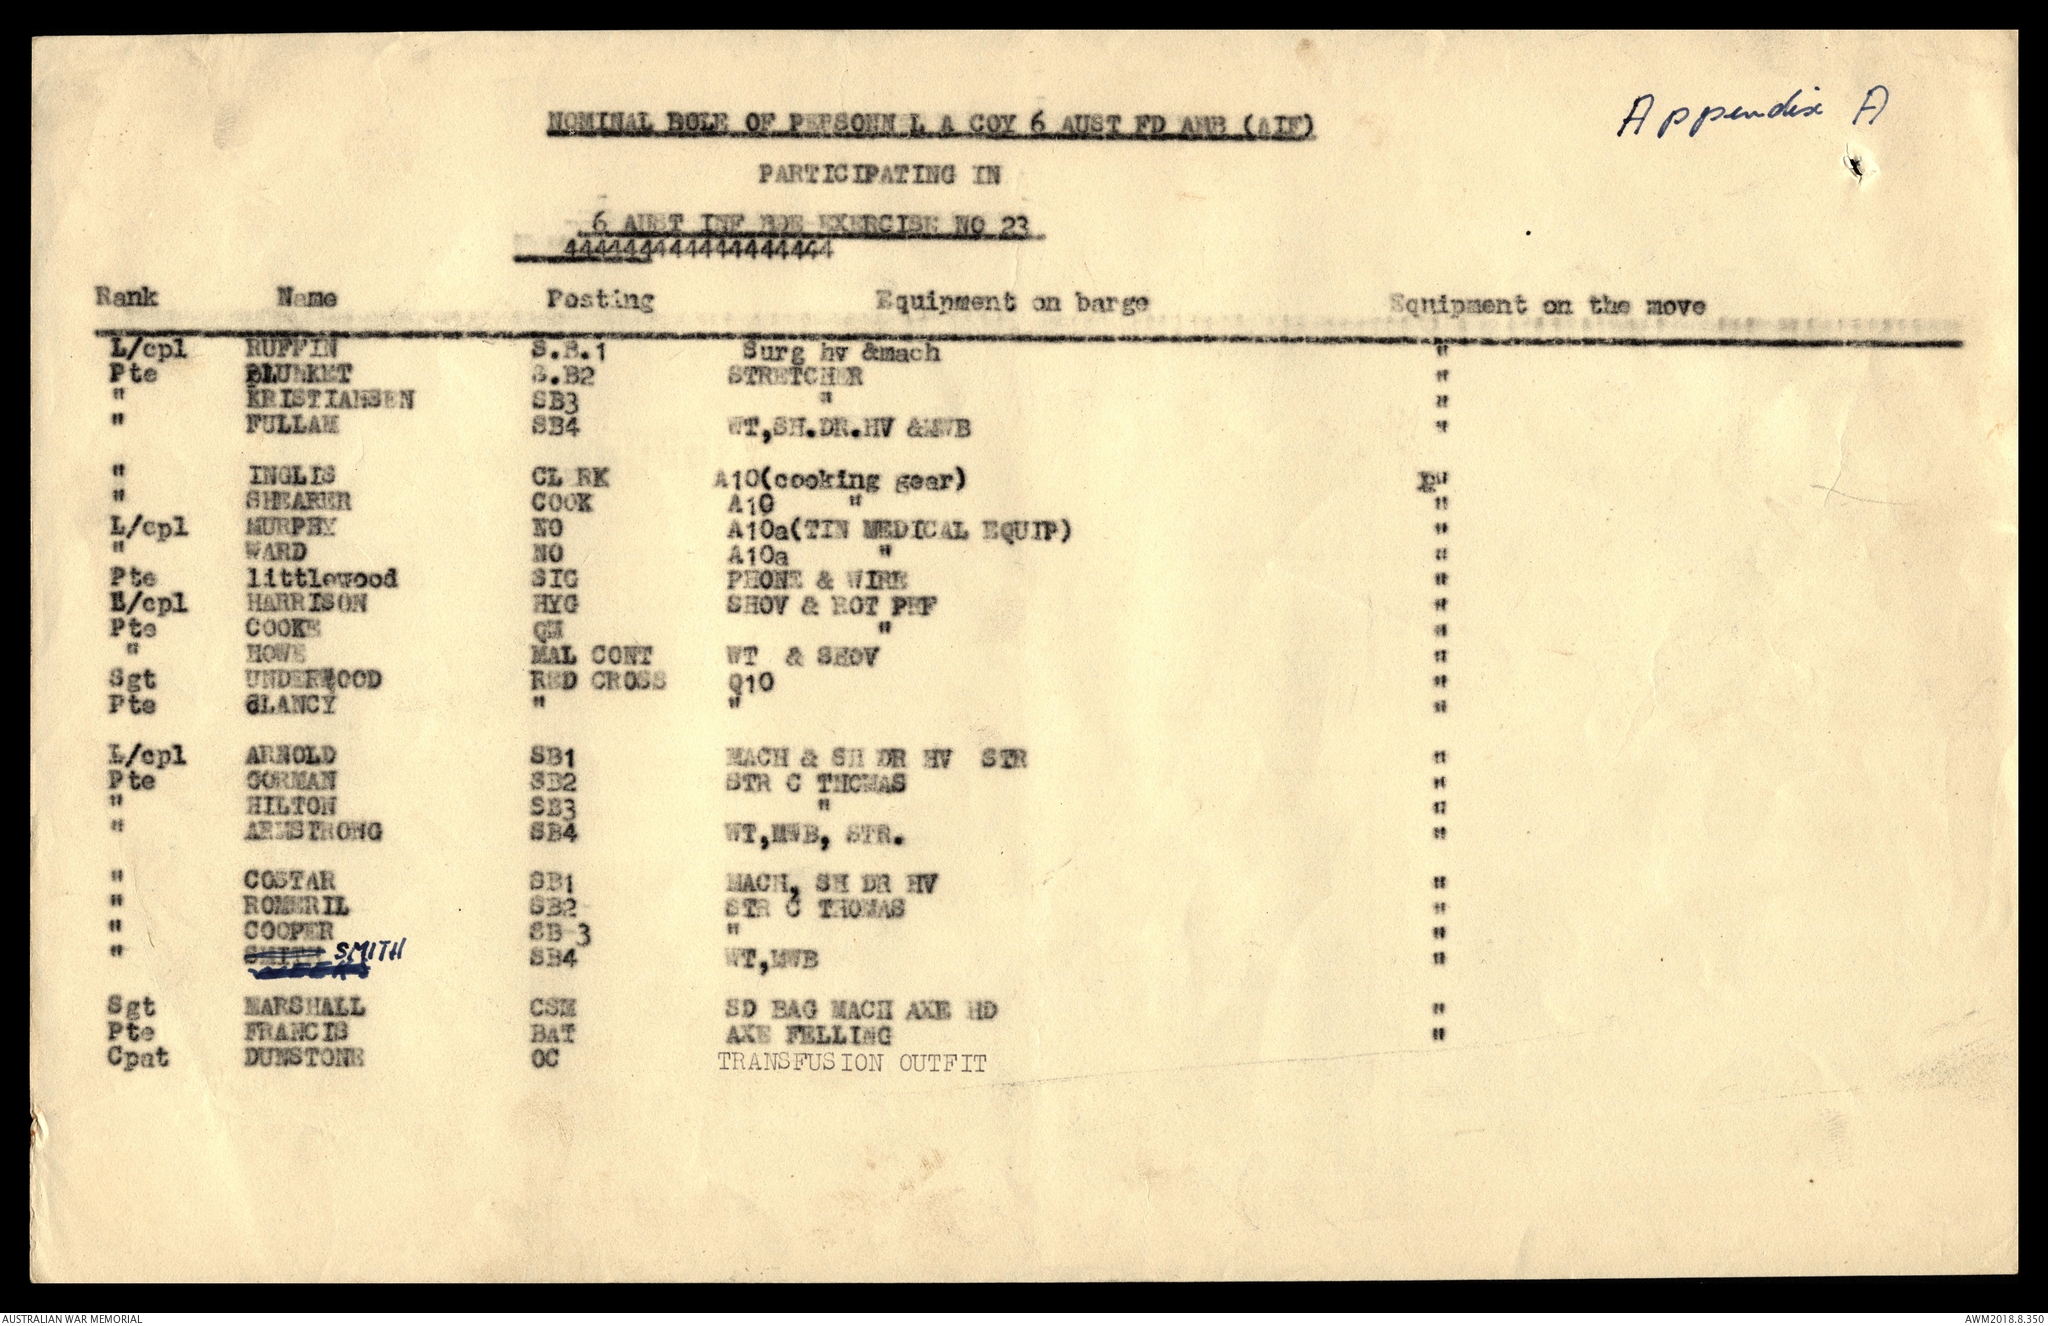 Appendix A
NOMINAL ROLE OF PERSONN L A COY 6 AUST FD AMB (AIF)
PARTICIPATING IN
6 AUST INF BDE EXERCISE NO 23
4444444444444444444
Rank Name Posting Equipment on barge Equipment on the move
L/cpl RUFFIN S.B.1 Surg hv &mach "
Pte PLUNKET S.B2 STRETCHER "
" KRISTIANSEN SB3 " "
" FULLAM SB4 WT,SH.DR.HV &MWB "
" INGLIS CL RK A10(cooking gear) "
" SHEARER COOK A10 " "
L/cpl MURPHY NO A10a(TIN MEDICAL EQUIP) "
" WARD NO A10a " "
Pte littlewood SIG PHONE & WIRE "
L/cpl HARRISON HYG SHOV & ROT PRF "
Pte COOKE QM " "
" HOWE MAL CONT WT & SHOV "
Sgt UNDERWOOD RED CROSS Q10 "
Pte CLANCY " " "
L/cpl ARNOLD SB1 MACH & SH DR HV STR "
Pte GORMAN SB2 STR C THOMAS "
" HILTON SB3 " "
" ARMSTRONG SB4 WT,MWB, STR. "
" COSTAR SB1 MACH, SH DR HV "
" ROMERIL SB2 STR C THOMAS "
" COOPER SB 3 " "
" SMITH SMITH SB4 WT,MWB "
Sgt MARSHALL CSM SD BAG MACH AXE HD "
Pte FRANCIS BAT AXE FELLING "
Cpat DUNSTONE OC TRANSFUSION OUTFIT
AUSTRALIAN WAR MEMORIAL AWM2018.8.350